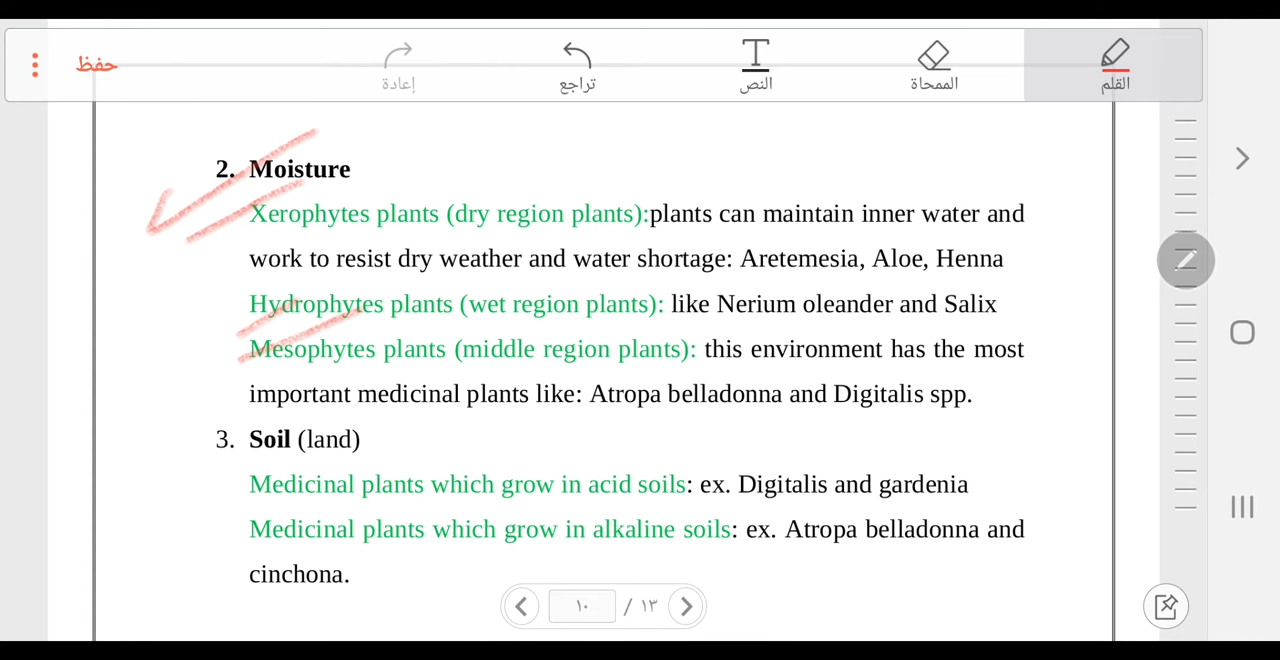 حفظ
إعادة
تراجع
النص
الممحاة
القلم
2. Moisture
Xerophytes plants (dry region plants):plants can maintain inner water and
work to resist dry weather and water shortage: Aretemesia, Aloe, Henna
Hydrophytes plants (wet region plants): like Nerium oleander and Salix
Mesophytes plants (middle region plants): this environment has the most
important medicinal plants like: Atropa belladonna and Digitalis spp.
3. Soil (land)
Medicinal plants which grow in acid soils: ex. Digitalis and gardenia
Medicinal plants which grow in alkaline soils: ex. Atropa belladonna and
cinchona.
١٠ / ١٣